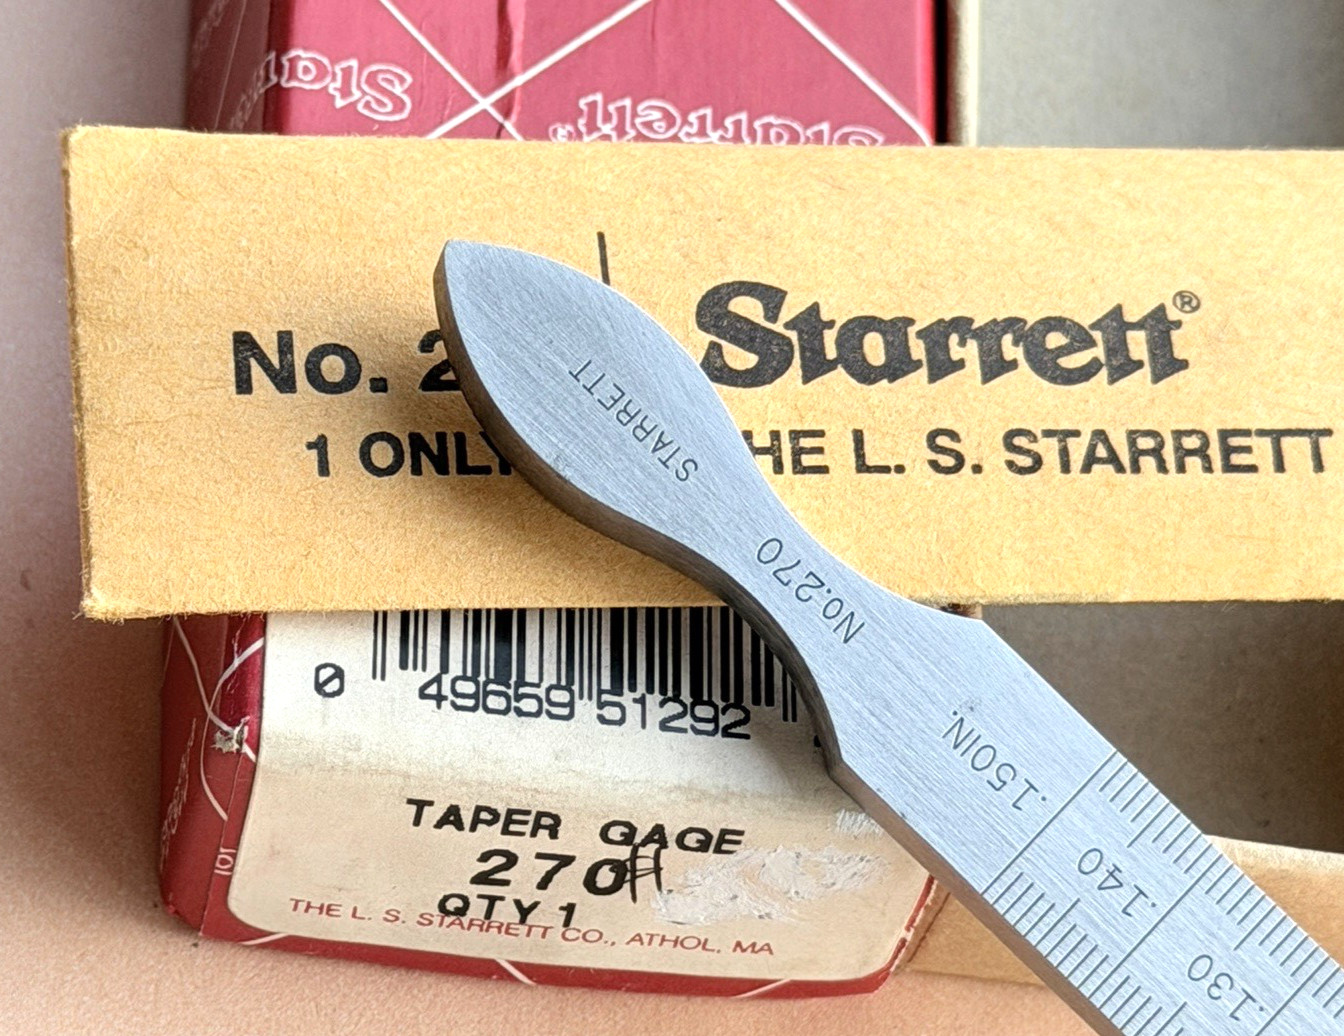 Starrett
Starrett
No. 2
Starrett®
1 ONLY
THE L. S. STARRETT
STARRETT
NO.270
.150IN.
.140
.130
0 49659 51292
TAPER GAGE
270A
QTY 1
THE L. S. STARRETT CO., ATHOL, MA